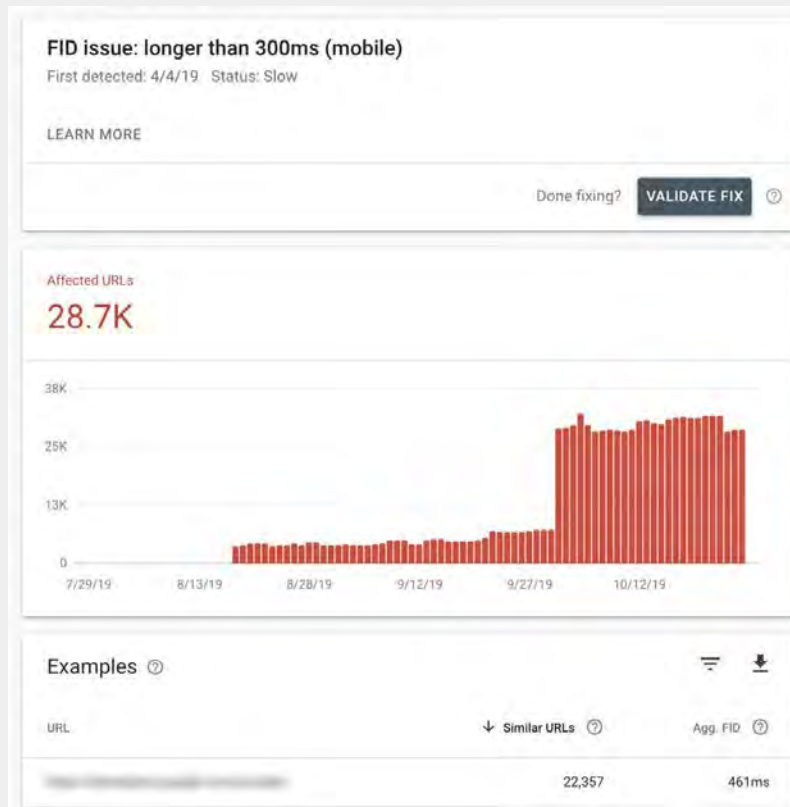 FID issue: longer than 300ms (mobile)
First detected: 4/4/19 Status: Slow
LEARN MORE
Done fixing? VALIDATE FIX
Affected URLs
28.7K
38K
25K
13K
0
7/29/19 8/13/19 8/28/19 9/12/19 9/27/19 10/12/19
Examples
URL Similar URLs Agg. FID
22,357 461ms